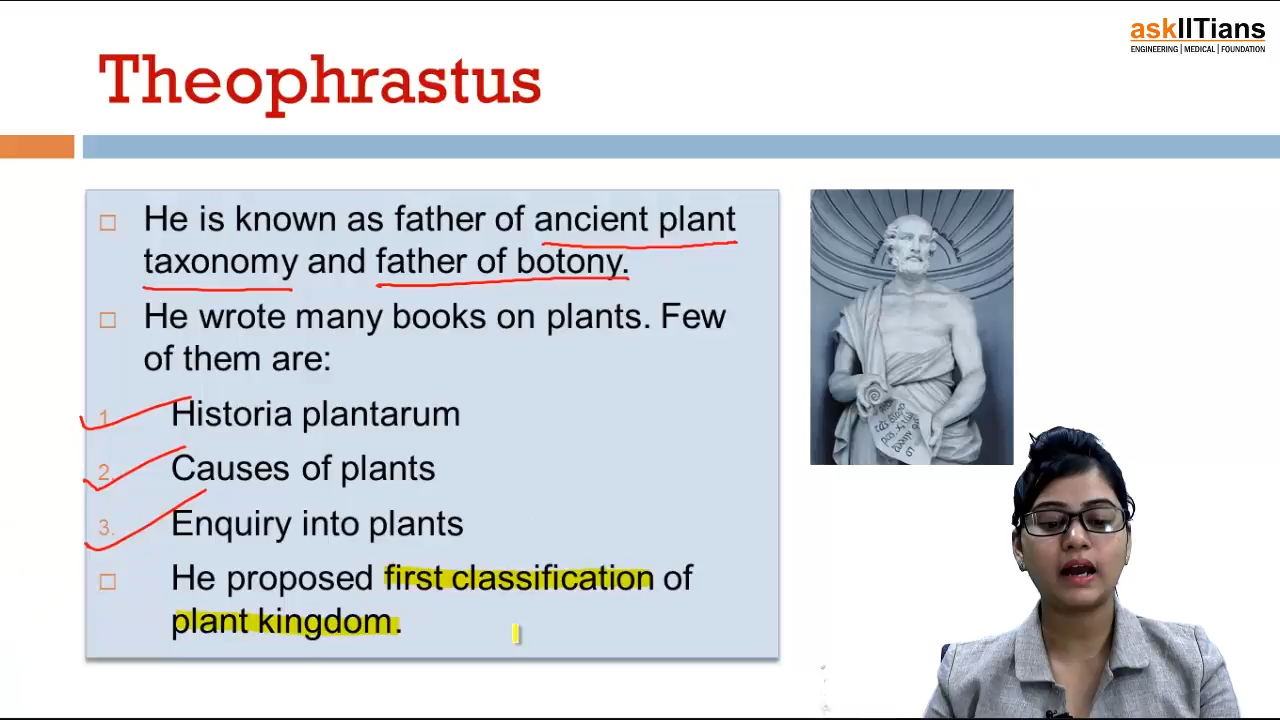 askIITians
ENGINEERING | MEDICAL | FOUNDATION
Theophrastus
□ He is known as father of ancient plant
taxonomy and father of botony.
□ He wrote many books on plants. Few
of them are:
1. Historia plantarum
2. Causes of plants
3. Enquiry into plants
□ He proposed first classification of
plant kingdom.